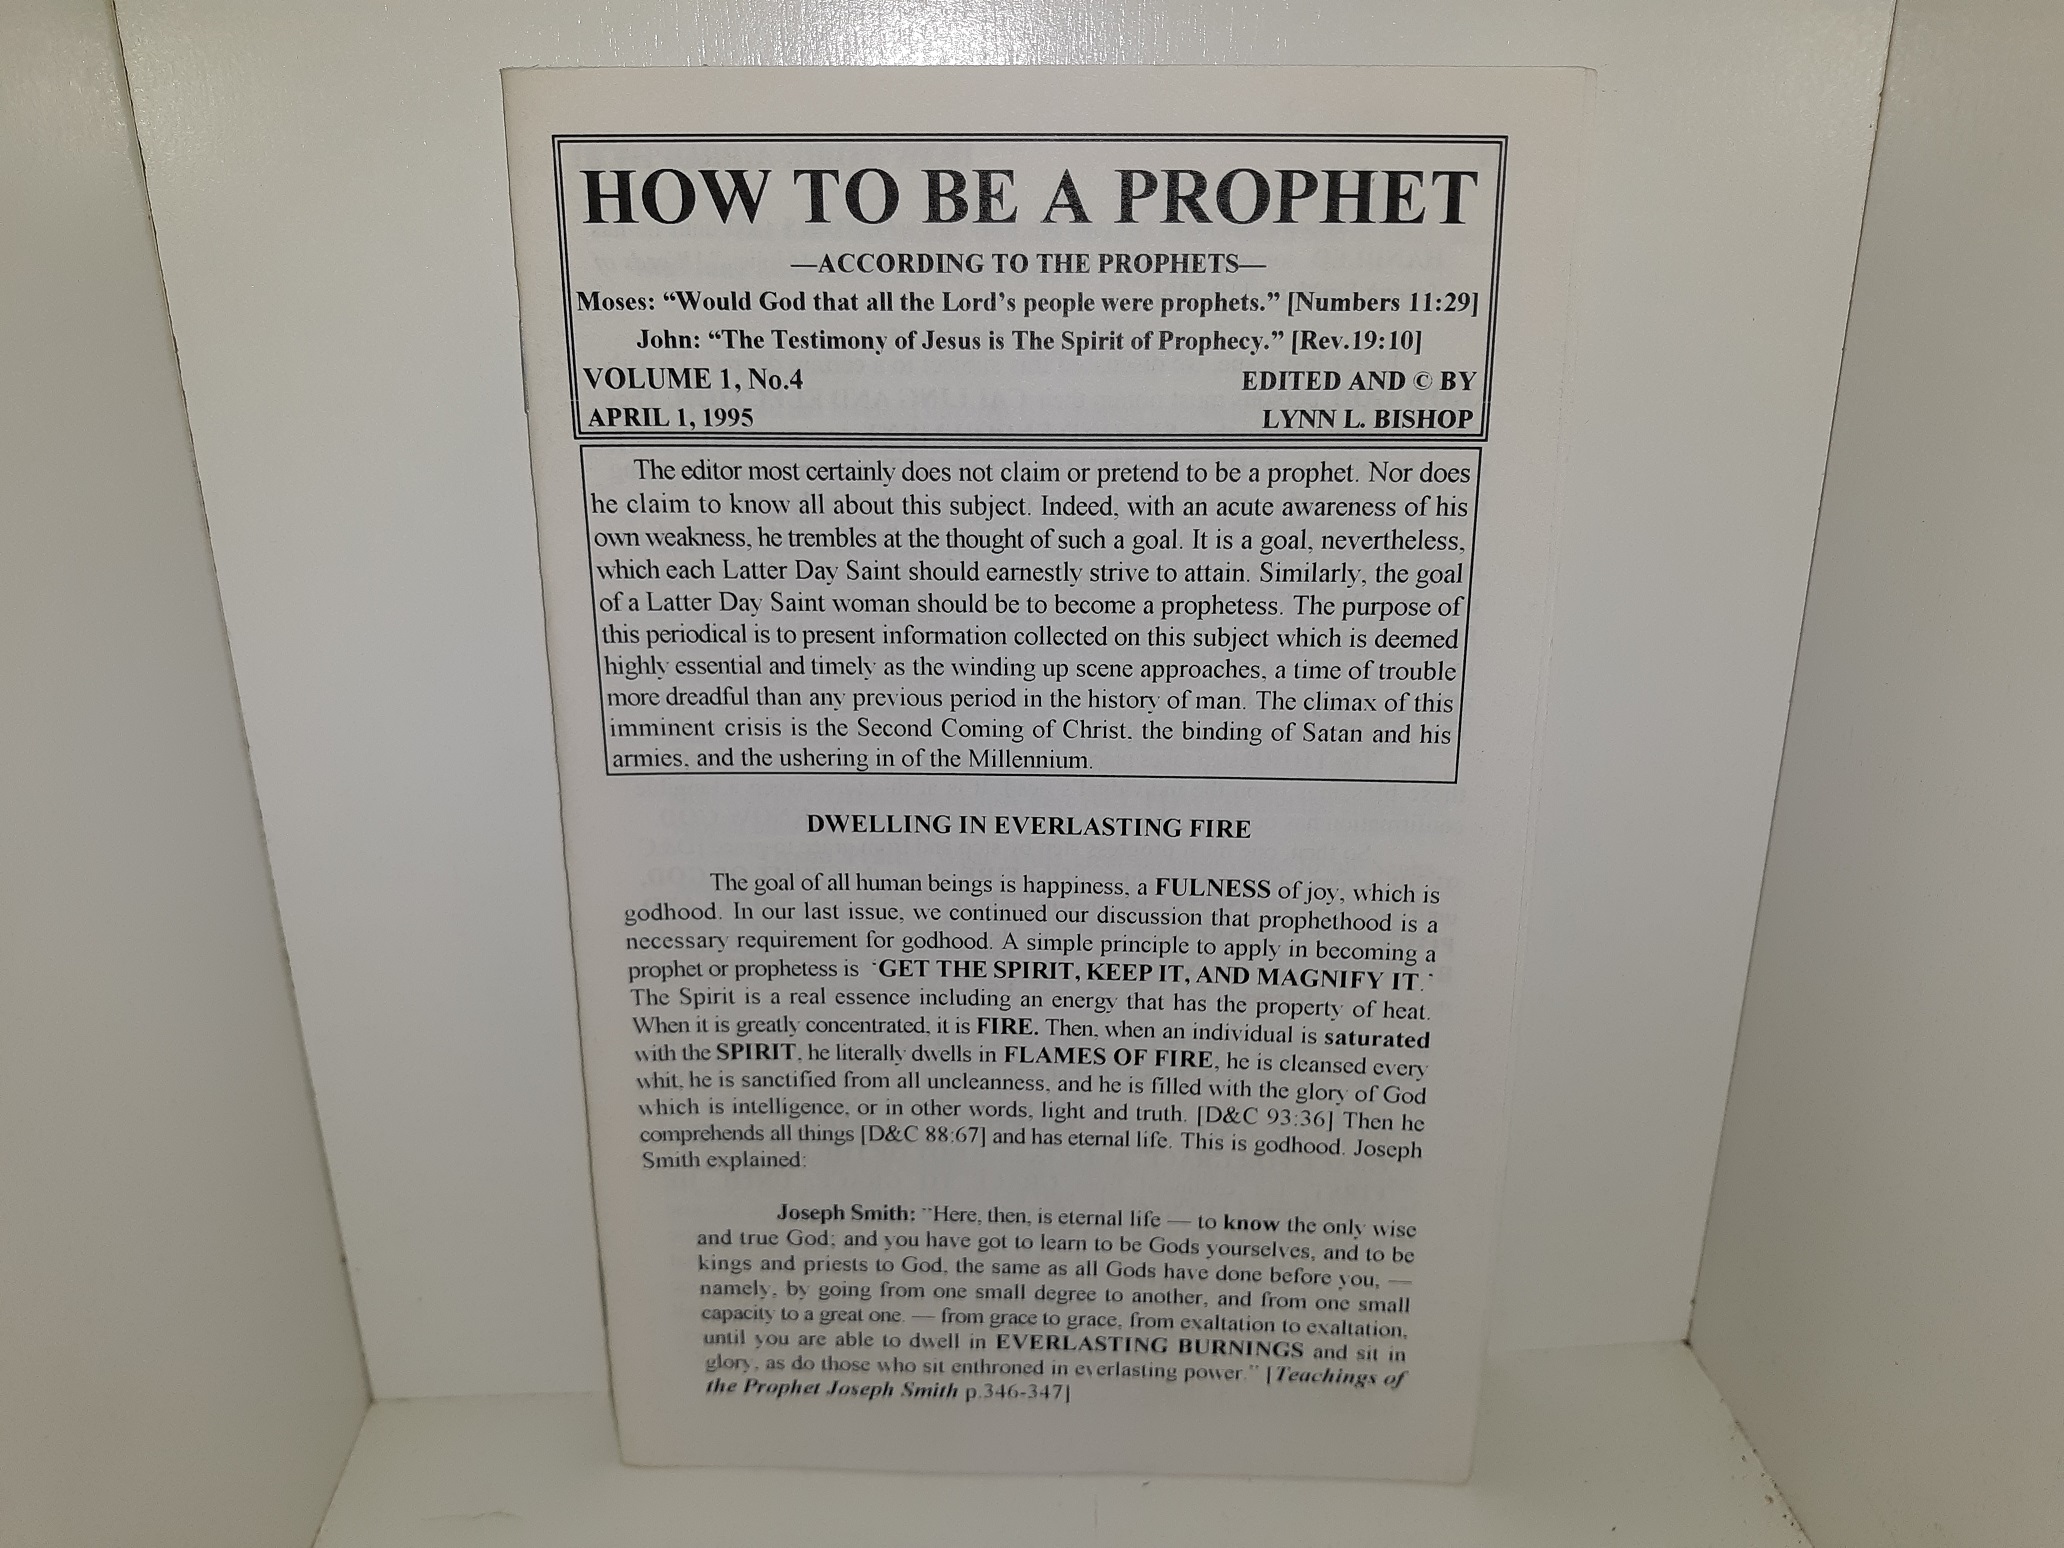 HOW TO BE A PROPHET
—ACCORDING TO THE PROPHETS—
Moses: “Would God that all the Lord’s people were prophets.” [Numbers 11:29]
John: “The Testimony of Jesus is The Spirit of Prophecy.” [Rev.19:10]
VOLUME 1, No.4 EDITED AND © BY
APRIL 1, 1995 LYNN L. BISHOP
The editor most certainly does not claim or pretend to be a prophet. Nor does
he claim to know all about this subject. Indeed, with an acute awareness of his
own weakness, he trembles at the thought of such a goal. It is a goal, nevertheless,
which each Latter Day Saint should earnestly strive to attain. Similarly, the goal
of a Latter Day Saint woman should be to become a prophetess. The purpose of
this periodical is to present information collected on this subject which is deemed
highly essential and timely as the winding up scene approaches, a time of trouble
more dreadful than any previous period in the history of man. The climax of this
imminent crisis is the Second Coming of Christ, the binding of Satan and his
armies, and the ushering in of the Millennium.
DWELLING IN EVERLASTING FIRE
The goal of all human beings is happiness, a FULNESS of joy, which is
godhood. In our last issue, we continued our discussion that prophethood is a
necessary requirement for godhood. A simple principle to apply in becoming a
prophet or prophetess is “GET THE SPIRIT, KEEP IT, AND MAGNIFY IT.”
The Spirit is a real essence including an energy that has the property of heat.
When it is greatly concentrated, it is FIRE. Then, when an individual is saturated
with the SPIRIT, he literally dwells in FLAMES OF FIRE, he is cleansed every
whit, he is sanctified from all uncleanness, and he is filled with the glory of God
which is intelligence, or in other words, light and truth. [D&C 93:36] Then he
comprehends all things [D&C 88:67] and has eternal life. This is godhood. Joseph
Smith explained:
Joseph Smith: “Here, then, is eternal life — to know the only wise
and true God; and you have got to learn to be Gods yourselves, and to be
kings and priests to God, the same as all Gods have done before you, —
namely, by going from one small degree to another, and from one small
capacity to a great one. — from grace to grace, from exaltation to exaltation,
until you are able to dwell in EVERLASTING BURNINGS and sit in
glory, as do those who sit enthroned in everlasting power.” [Teachings of
the Prophet Joseph Smith p.346-347]